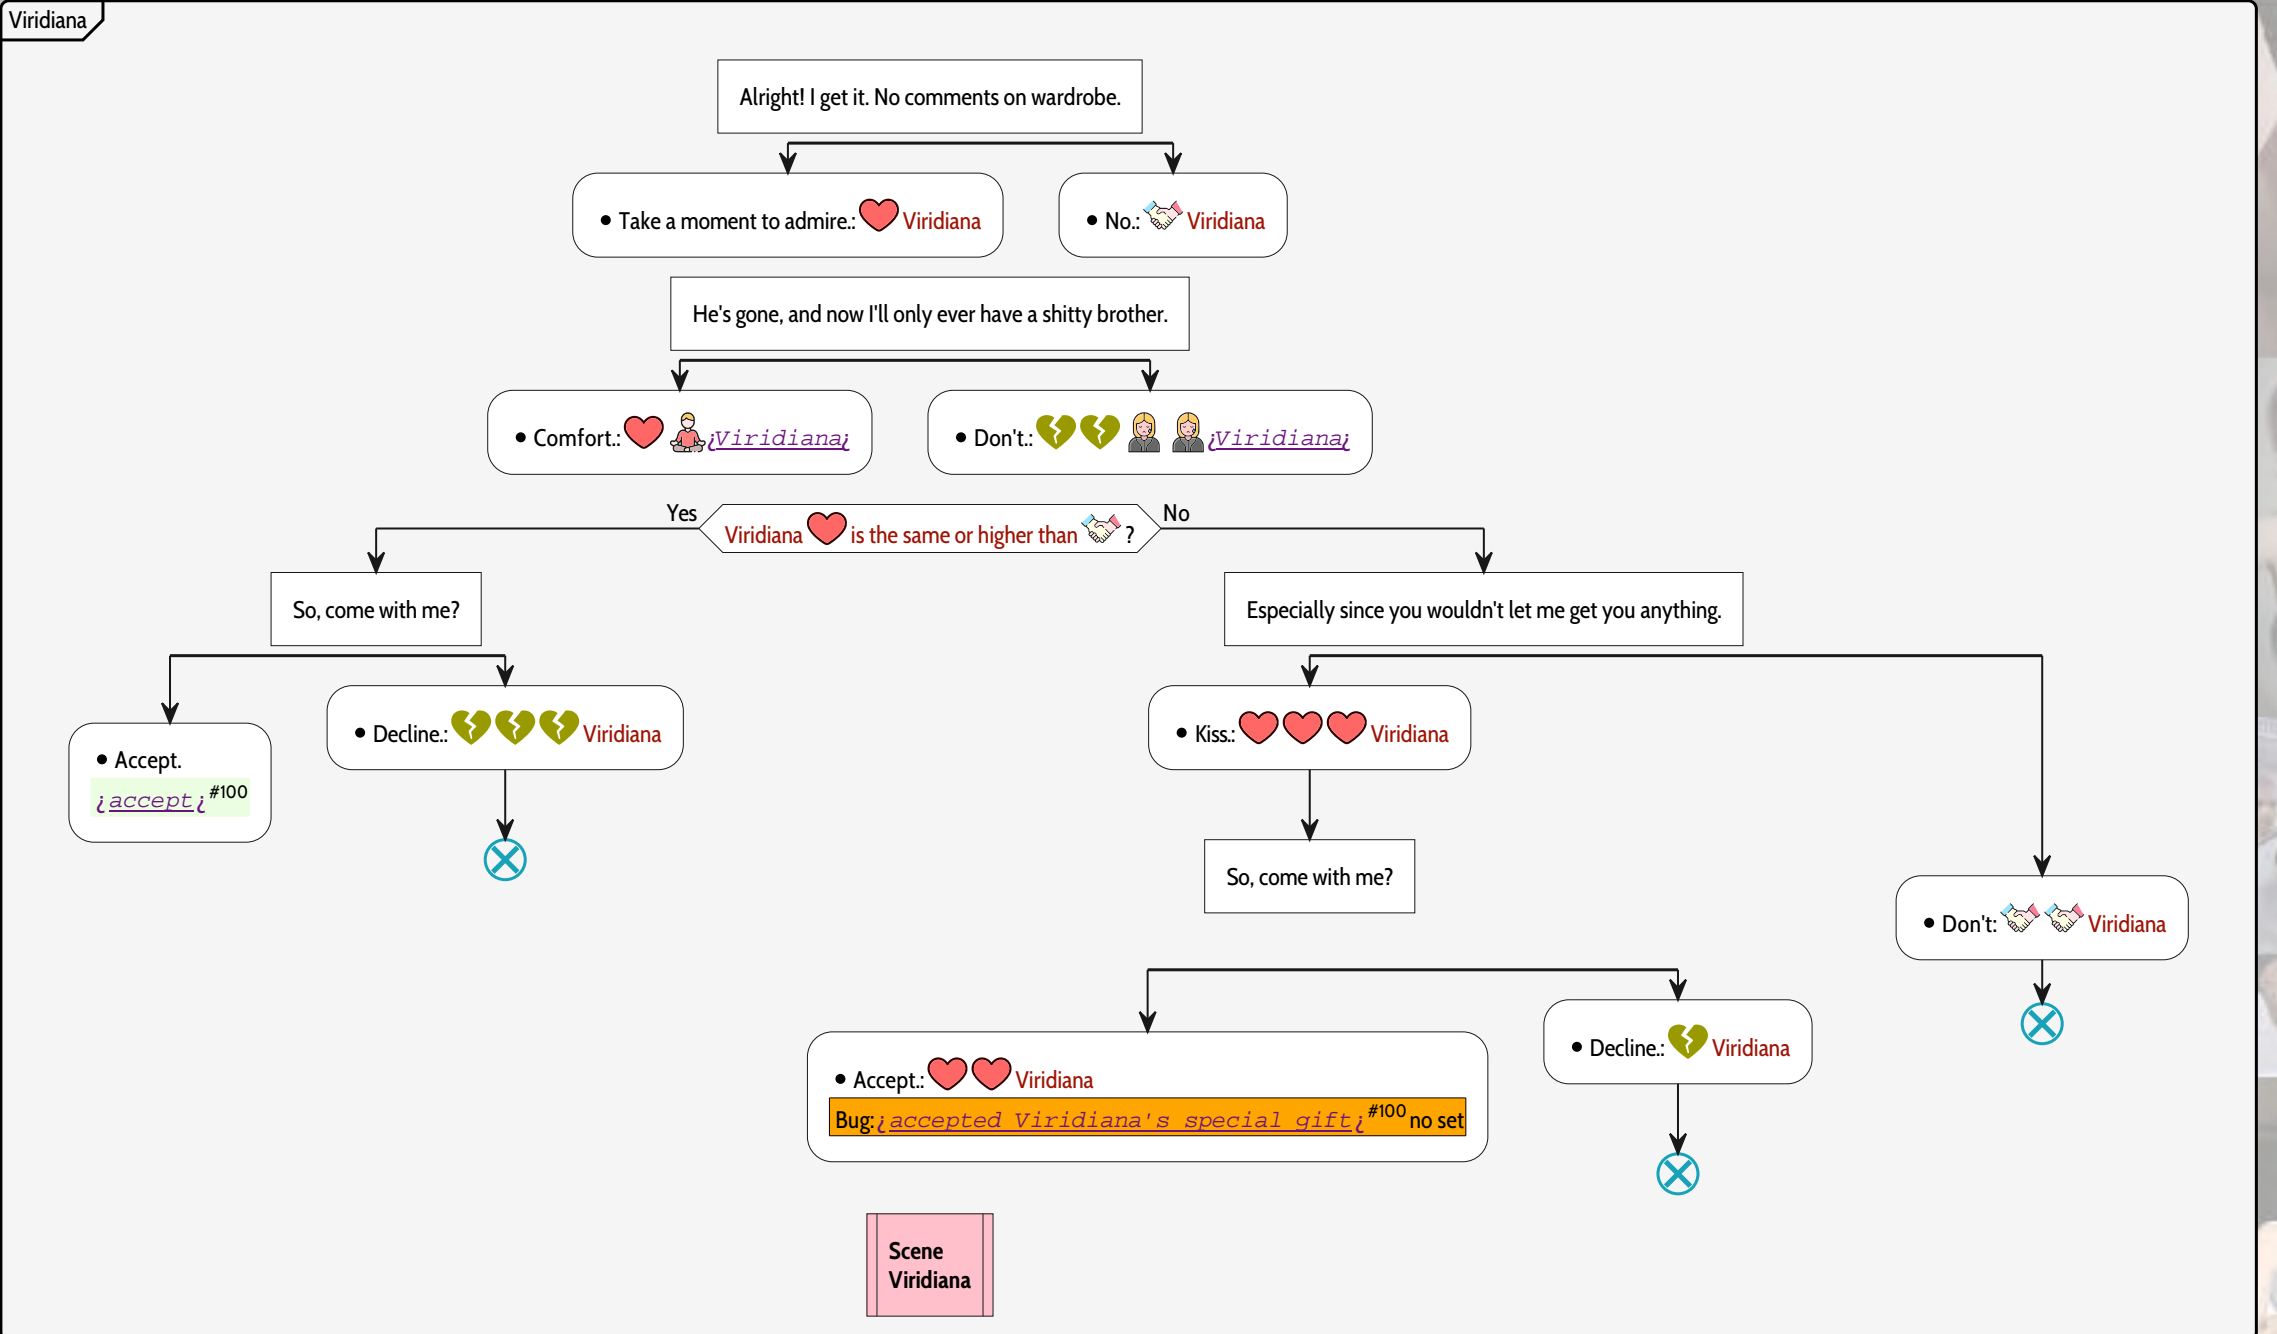 Viridiana
Alright! I get it. No comments on wardrobe.
• Take a moment to admire.: Viridiana
• No.: Viridiana
He's gone, and now I'll only ever have a shitty brother.
• Comfort.: ¿Viridiana¿
• Don't.: ¿Viridiana¿
Yes
Viridiana is the same or higher than ?
No
So, come with me?
Especially since you wouldn't let me get you anything.
• Accept.
¿accept¿#100
• Decline.: Viridiana
• Kiss.: Viridiana
So, come with me?
• Don't: Viridiana
• Accept.: Viridiana
Bug:¿accepted Viridiana's special gift¿#100 no set
• Decline.: Viridiana
Scene
Viridiana